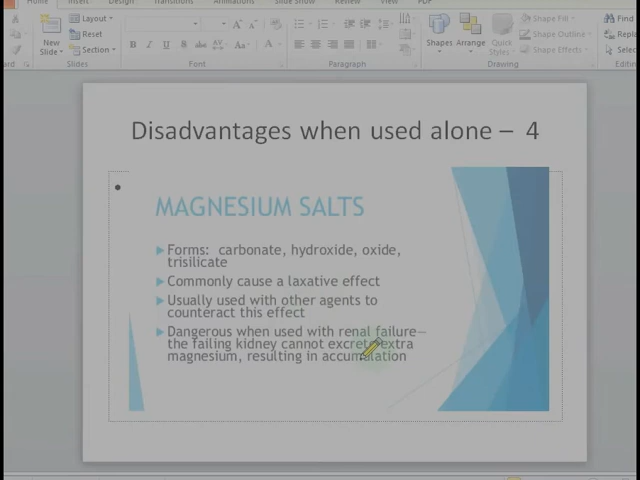 Home Insert Design Transitions Animations Slide Show Review View PDF
Layout
Reset
Section
New
Slide
Shapes Arrange Quick
Styles
Shape Fill
Shape Outline
Shape Effects
Find
Slides Font Paragraph Drawing
Disadvantages when used alone – 4
MAGNESIUM SALTS
Forms: carbonate, hydroxide, oxide,
trisilicate
Commonly cause a laxative effect
Usually used with other agents to
counteract this effect
Dangerous when used with renal failure—
the failing kidney cannot excrete extra
magnesium, resulting in accumulation